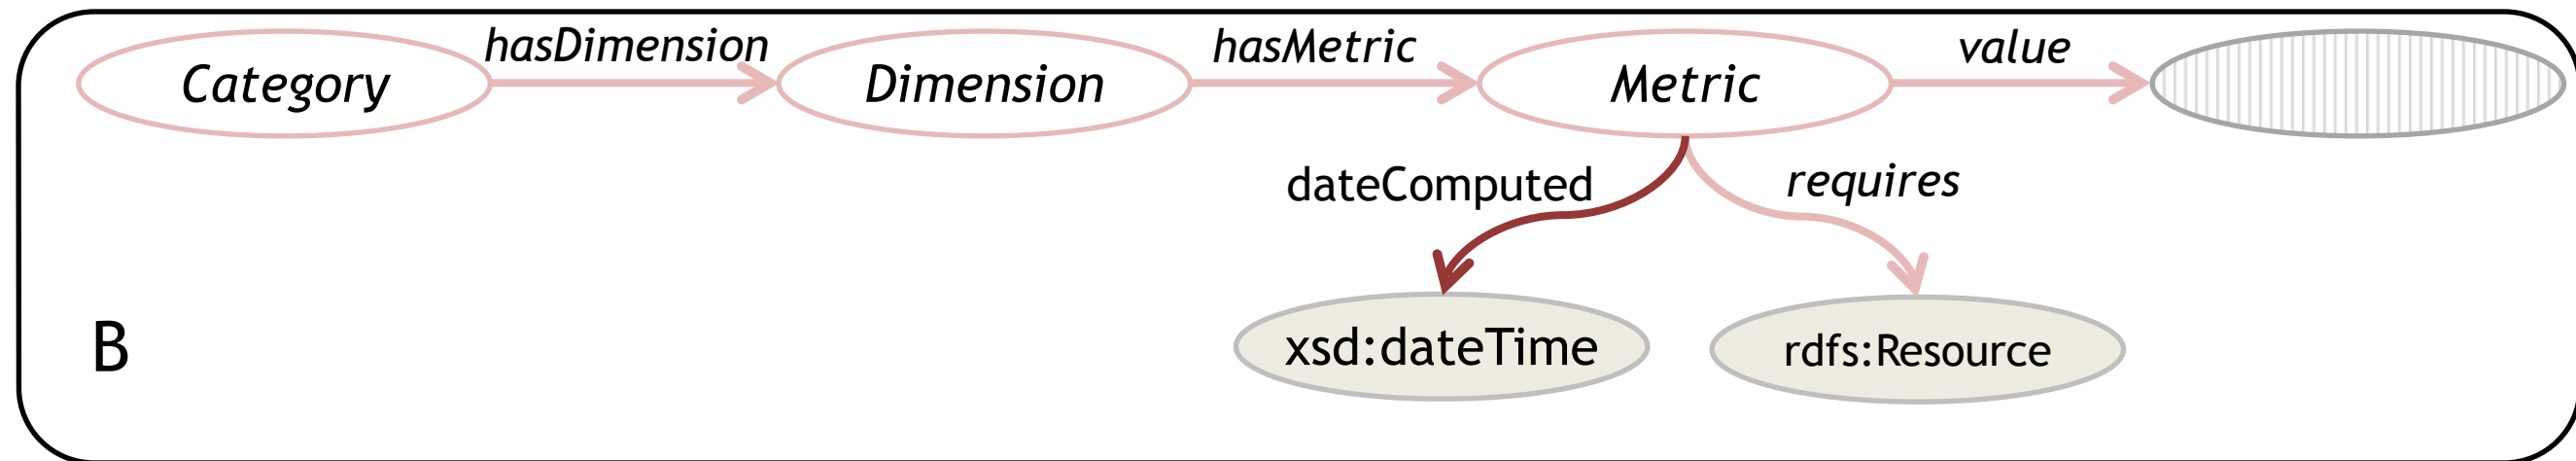 hasDimension
hasMetric
value
Category
Dimension
Metric
dateComputed
requires
B
xsd:dateTime
rdfs:Resource